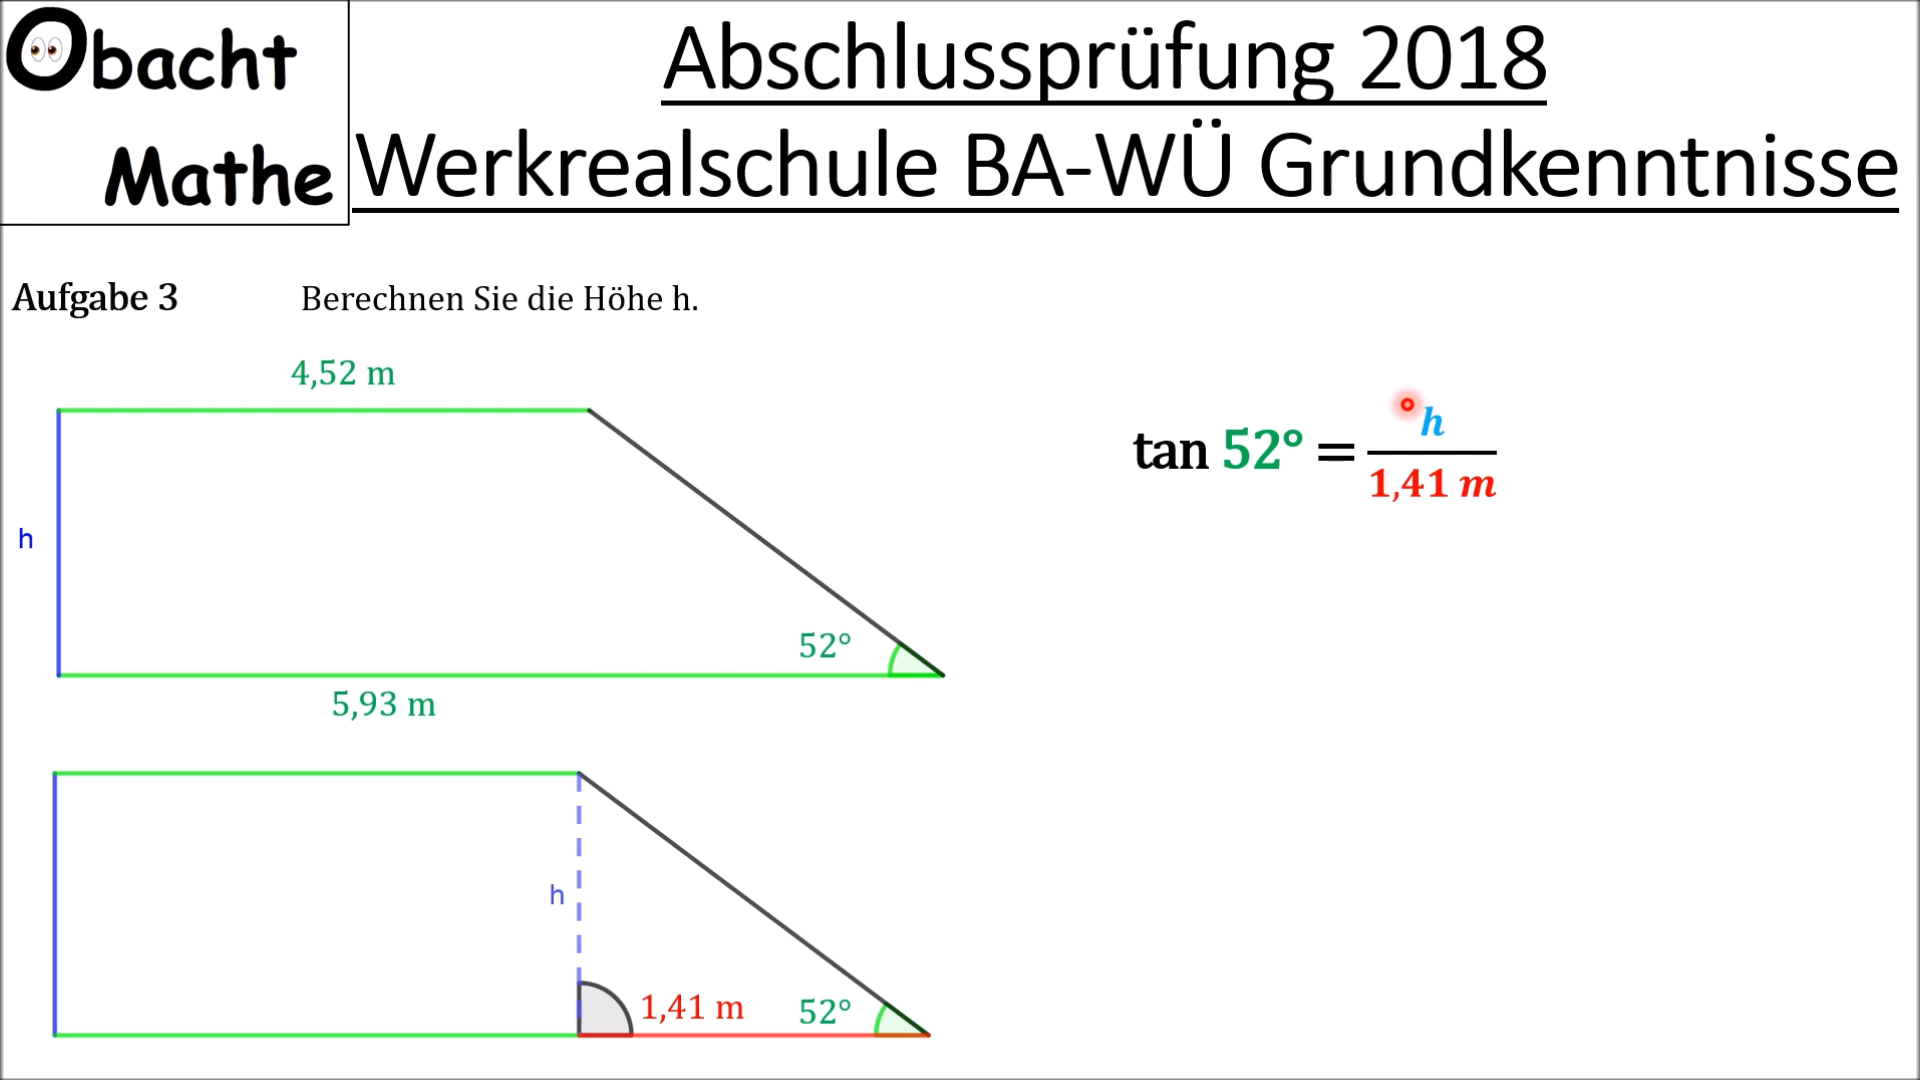 Obacht
Mathe
Abschlussprüfung 2018
Werkrealschule BA-WÜ Grundkenntnisse
Aufgabe 3 Berechnen Sie die Höhe h.
4,52 m
h
52°
5,93 m
tan 52° = h / 1,41 m
h
1,41 m 52°